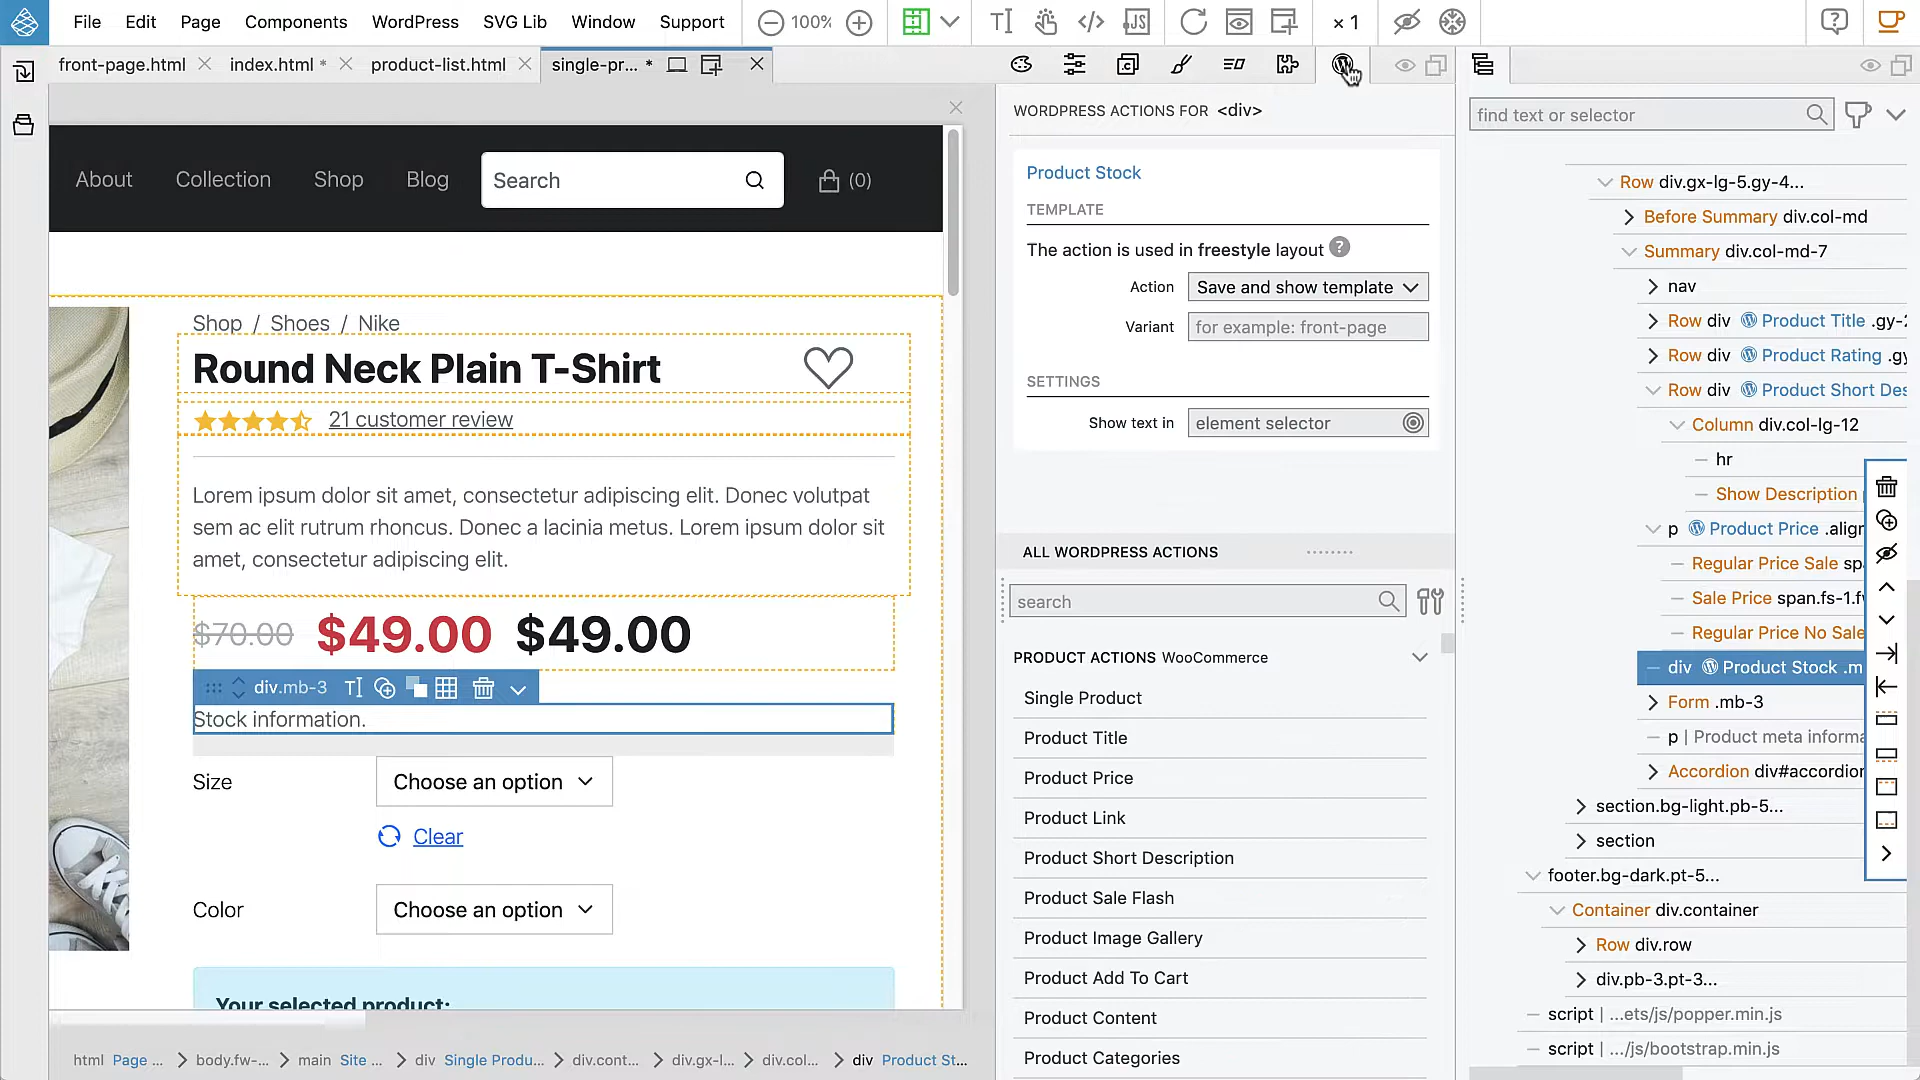 File Edit Page Components WordPress SVG Lib Window Support 100% JS × 1
front-page.html index.html * product-list.html single-pr... *
About Collection Shop Blog Search (0)
Shop / Shoes / Nike
Round Neck Plain T-Shirt
21 customer review
Lorem ipsum dolor sit amet, consectetur adipiscing elit. Donec volutpat
sem ac elit rutrum rhoncus. Donec a lacinia metus. Lorem ipsum dolor sit
amet, consectetur adipiscing elit.
$70.00 $49.00 $49.00
div.mb-3
Stock information.
Size Choose an option
Clear
Color Choose an option
Your selected product:
html Page ... body.fw-... main Site ... div Single Produ... div.cont... div.gx-l... div.col... div Product St...
WORDPRESS ACTIONS FOR <div>
Product Stock
TEMPLATE
The action is used in freestyle layout ?
Action Save and show template
Variant for example: front-page
SETTINGS
Show text in element selector
ALL WORDPRESS ACTIONS
search
PRODUCT ACTIONS WooCommerce
Single Product
Product Title
Product Price
Product Link
Product Short Description
Product Sale Flash
Product Image Gallery
Product Add To Cart
Product Content
Product Categories
find text or selector
Row div.gx-lg-5.gy-4...
Before Summary div.col-md
Summary div.col-md-7
nav
Row div Product Title .gy-2
Row div Product Rating .gy
Row div Product Short Des
Column div.col-lg-12
hr
Show Description
p Product Price .align
Regular Price Sale sp
Sale Price span.fs-1.f
Regular Price No Sale
div Product Stock .m
Form .mb-3
p | Product meta informa
Accordion div#accordion
section.bg-light.pb-5...
section
footer.bg-dark.pt-5...
Container div.container
Row div.row
div.pb-3.pt-3...
script | ...ets/js/popper.min.js
script | .../js/bootstrap.min.js